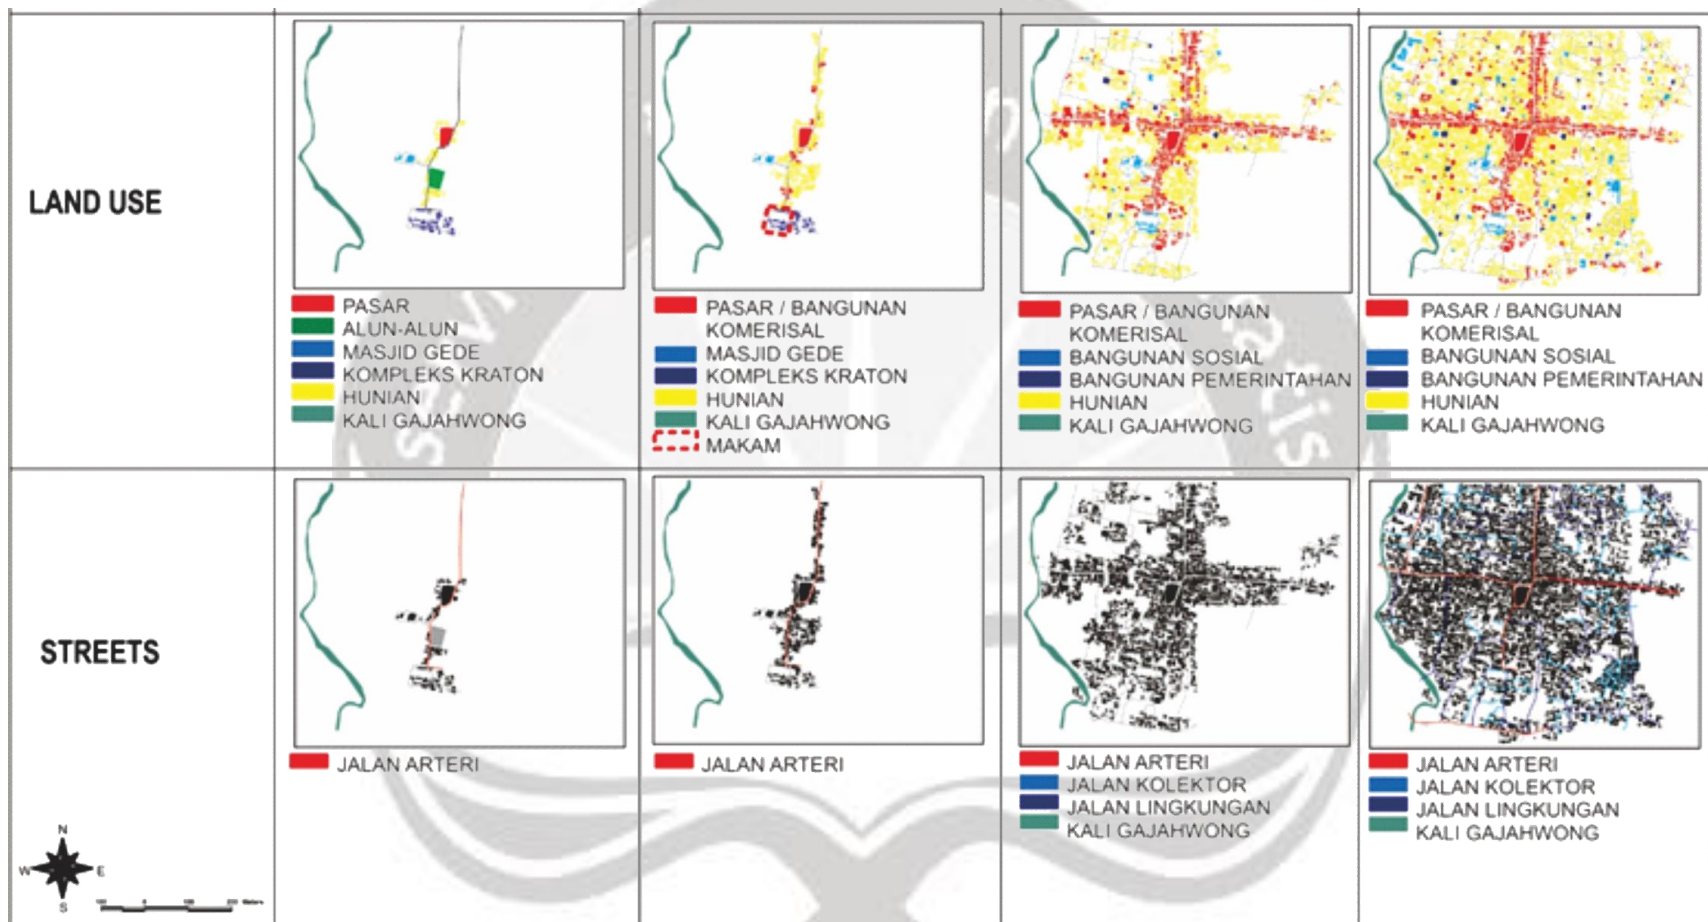 LAND USE
PASAR
ALUN-ALUN
MASJID GEDE
KOMPLEKS KRATON
HUNIAN
KALI GAJAHWONG
PASAR / BANGUNAN
KOMERISAL
MASJID GEDE
KOMPLEKS KRATON
HUNIAN
KALI GAJAHWONG
MAKAM
PASAR / BANGUNAN
KOMERISAL
BANGUNAN SOSIAL
BANGUNAN PEMERINTAHAN
HUNIAN
KALI GAJAHWONG
PASAR / BANGUNAN
KOMERISAL
BANGUNAN SOSIAL
BANGUNAN PEMERINTAHAN
HUNIAN
KALI GAJAHWONG
STREETS
JALAN ARTERI
JALAN ARTERI
JALAN ARTERI
JALAN KOLEKTOR
JALAN LINGKUNGAN
KALI GAJAHWONG
JALAN ARTERI
JALAN KOLEKTOR
JALAN LINGKUNGAN
KALI GAJAHWONG
N
W E
S